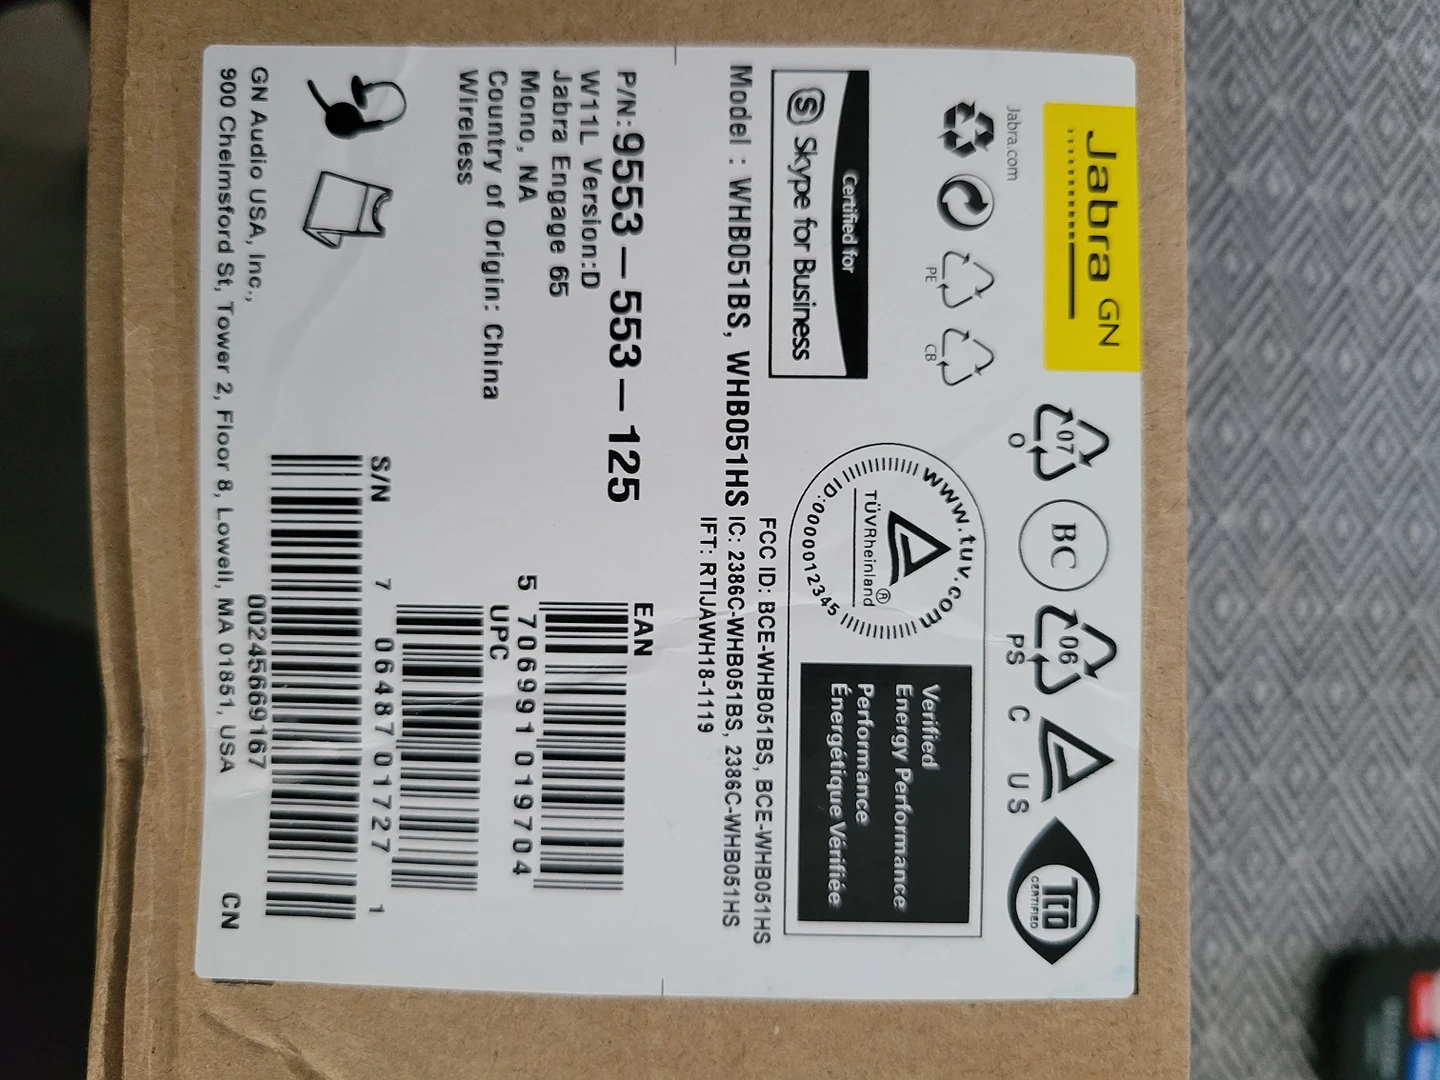 Jabra GN
07
O
BC
06
PS
C US
TCO
CERTIFIED
Jabra.com
PE
CB
Certified for
Skype for Business
www.tuv.com
TÜVRheinland®
ID:0000012345
Verified
Energy Performance
Performance
Énergétique Vérifiée
FCC ID: BCE-WHB051BS, BCE-WHB051HS
Model : WHB051BS, WHB051HS IC: 2386C-WHB051BS, 2386C-WHB051HS
IFT: RTIJAWH18-1119
P/N:9553-553-125
W11L Version:D
Jabra Engage 65
Mono, NA
Country of Origin: China
Wireless
EAN
5 706991 019704
UPC
7 06487 01727 1
S/N
00245669167
GN Audio USA, Inc.,
900 Chelmsford St, Tower 2, Floor 8, Lowell, MA 01851, USA
CN